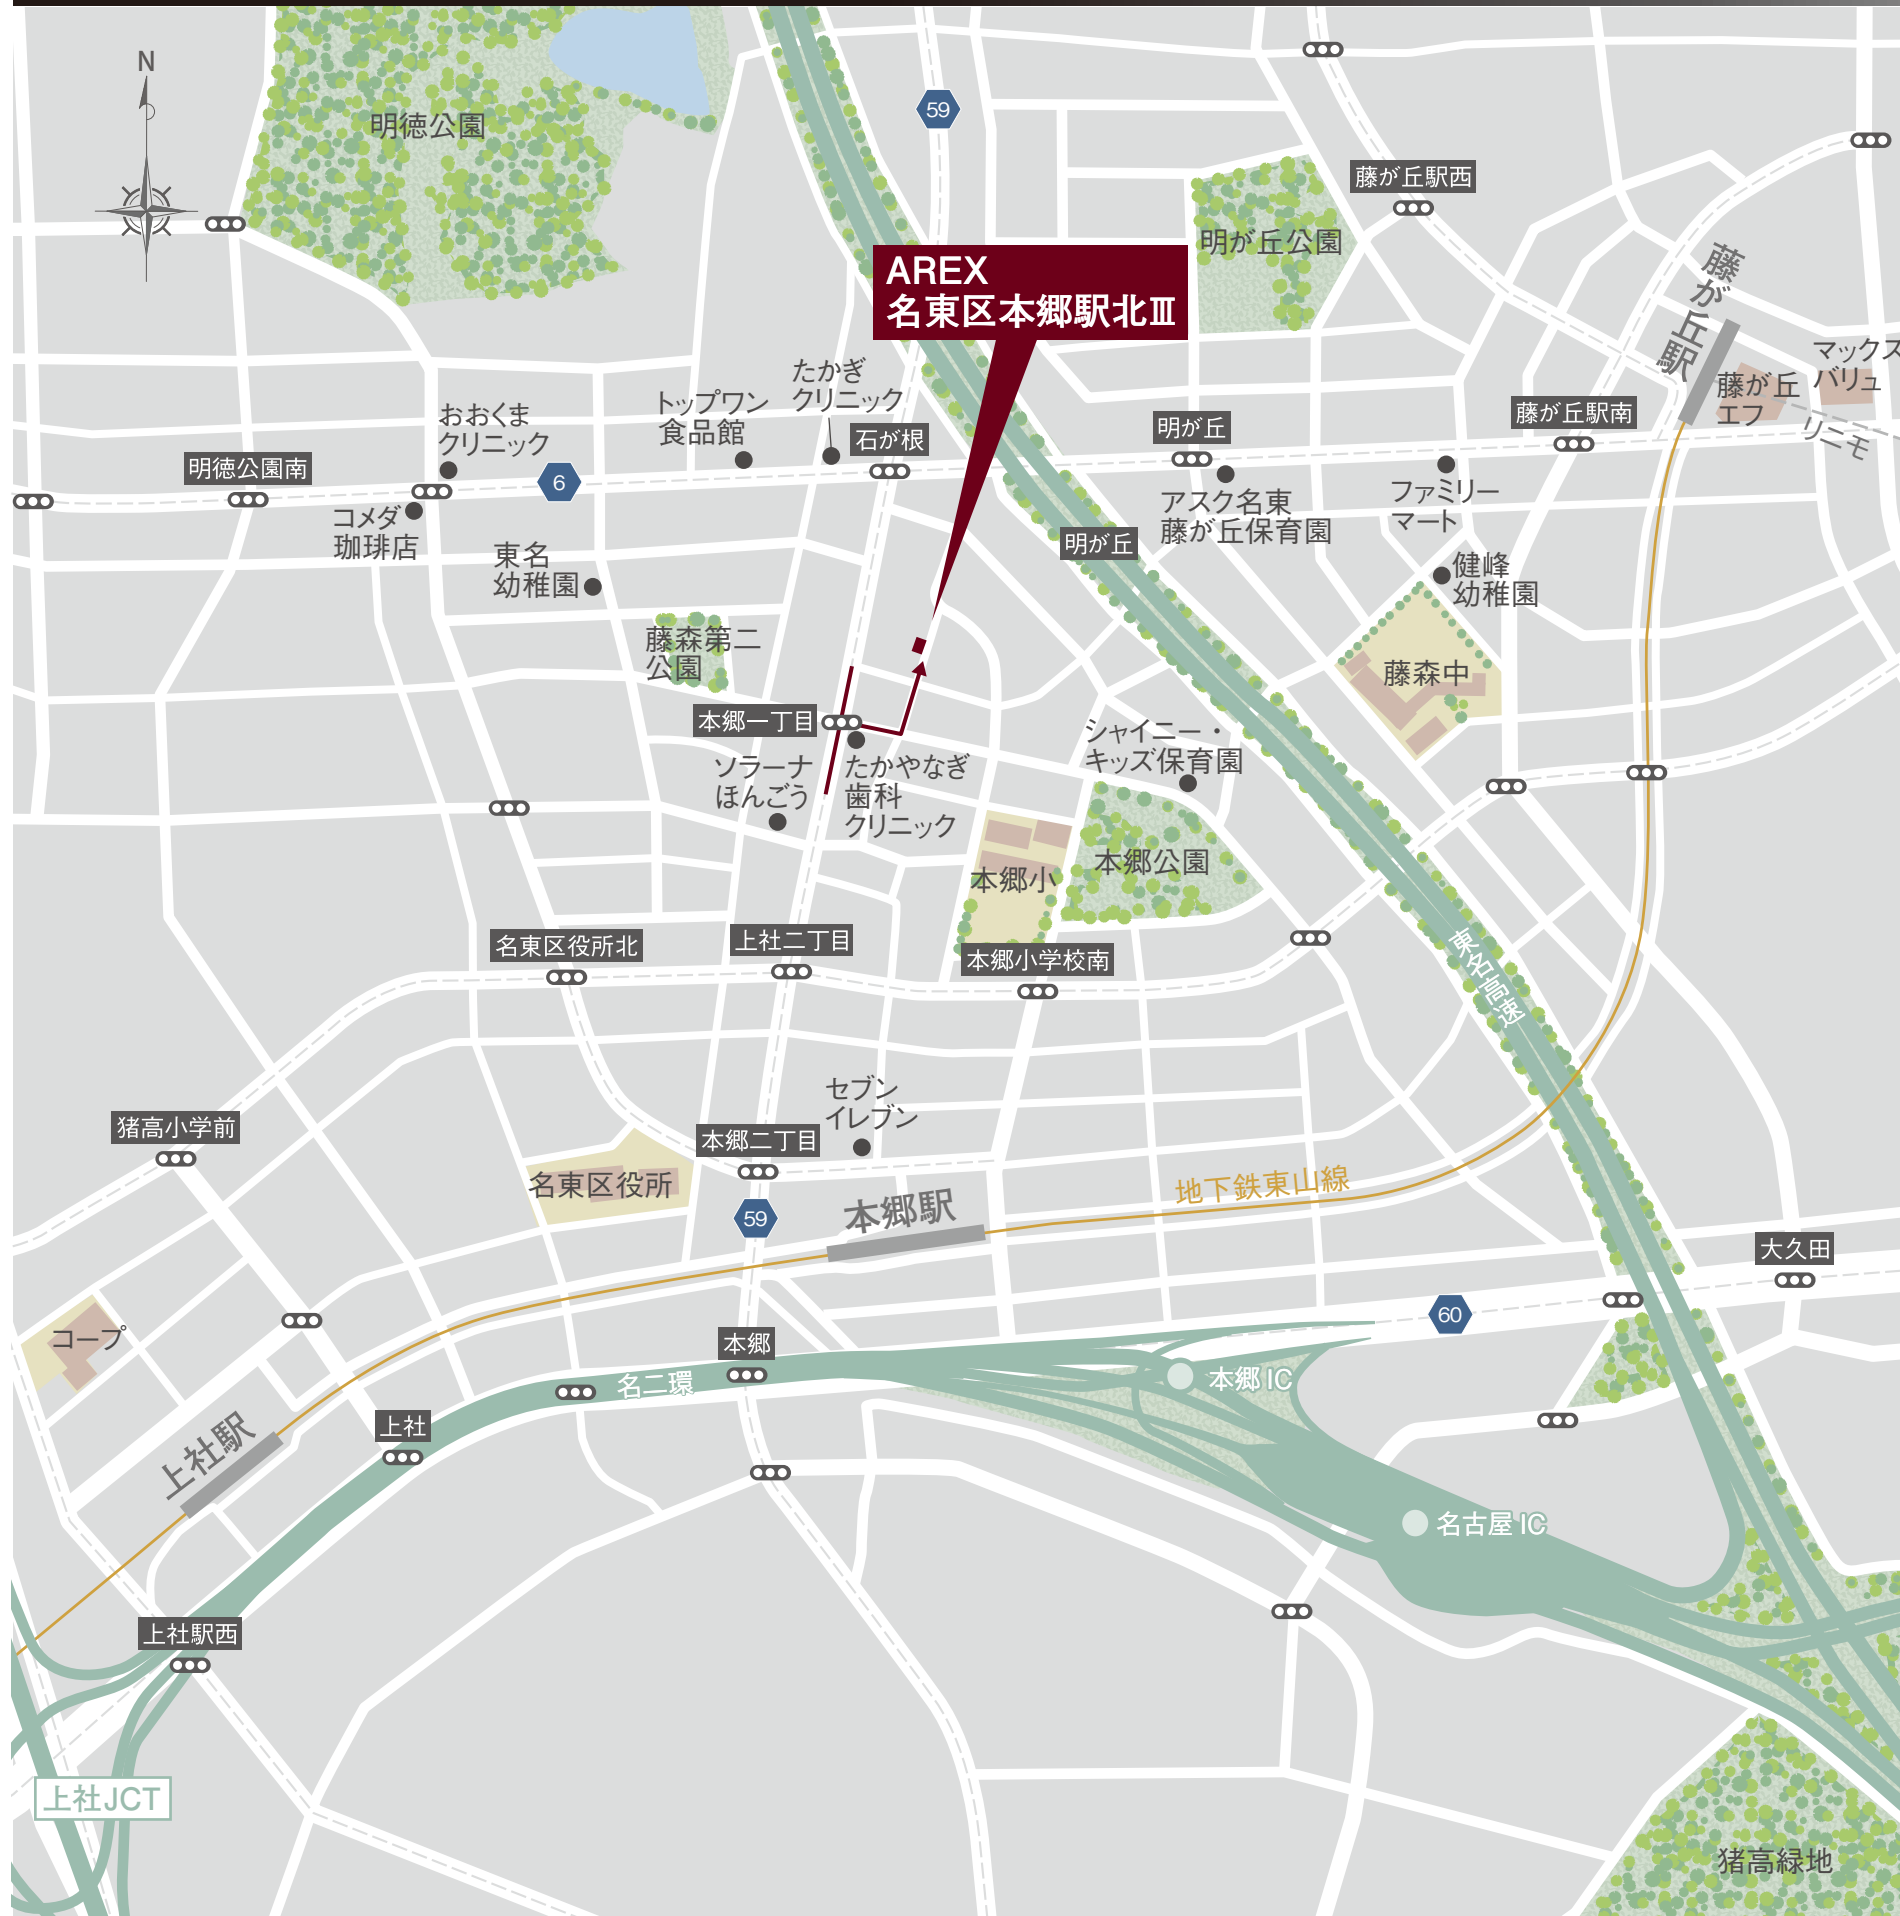 N
明徳公園
59
藤が丘駅西
明が丘公園
AREX
名東区本郷駅北Ⅲ
藤が丘駅
マックス
バリュ
藤が丘
エフ
リニモ
たかぎ
クリニック
トップワン
食品館
おおくま
クリニック
石が根
明が丘
藤が丘駅南
明徳公園南
6
コメダ
珈琲店
アスク名東
藤が丘保育園
ファミリー
マート
明が丘
東名
幼稚園
健峰
幼稚園
藤森第二
公園
藤森中
本郷一丁目
シャイニー・
キッズ保育園
ソラーナ
ほんごう
たかやなぎ
歯科
クリニック
本郷小
本郷公園
名東区役所北
上社二丁目
本郷小学校南
東名高速
セブン
イレブン
猪高小学前
本郷二丁目
名東区役所
59
本郷駅
地下鉄東山線
大久田
60
コープ
本郷
名二環
本郷IC
上社
上社駅
名古屋IC
上社駅西
上社JCT
猪高緑地